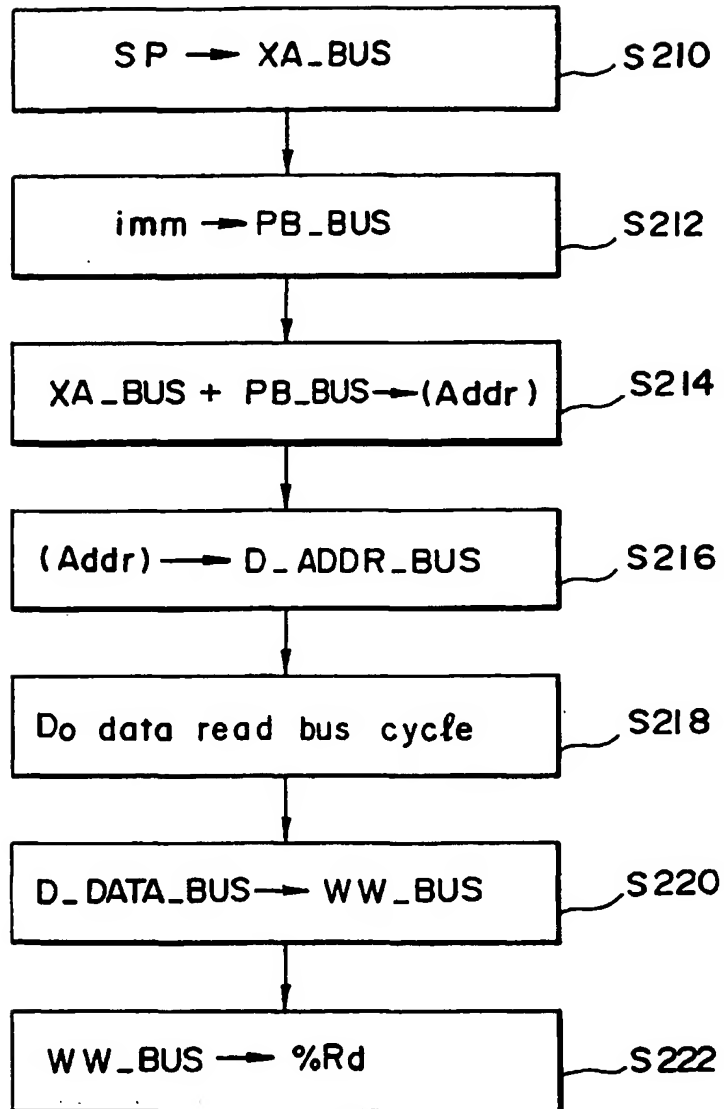 SP → XA_BUS S210
imm → PB_BUS S212
XA_BUS + PB_BUS → (Addr) S214
(Addr) → D_ADDR_BUS S216
Do data read bus cycle S218
D_DATA_BUS → WW_BUS S220
WW_BUS → %Rd S222